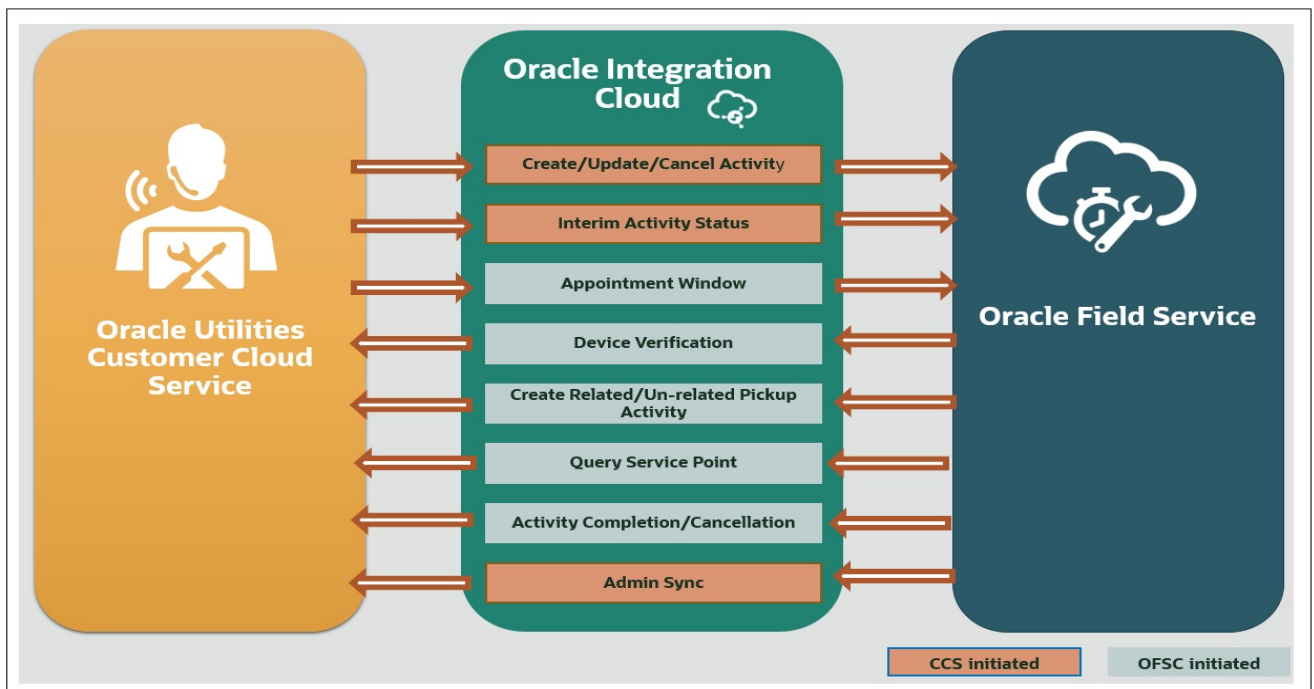 Oracle Integration
Cloud
Create/Update/Cancel Activity
Interim Activity Status
Appointment Window
Oracle Utilities
Customer Cloud
Service
Oracle Field Service
Device Verification
Create Related/Un-related Pickup
Activity
Query Service Point
Activity Completion/Cancellation
Admin Sync
CCS initiated
OFSC initiated